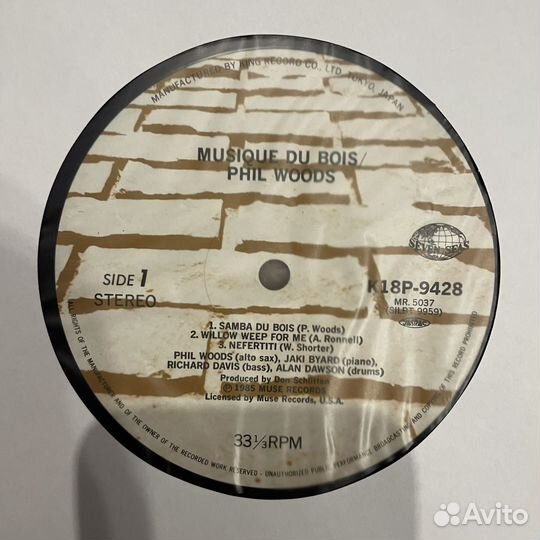 MANUFACTURED BY KING RECORD CO., LTD. TOKYO, JAPAN
MUSIQUE DU BOIS/
PHIL WOODS
SEVEN SEAS
SIDE 1
STEREO
K18P-9428
MR. 5037
(SILPT 9959)
1. SAMBA DU BOIS (P. Woods)
2. WILLOW WEEP FOR ME (A. Ronnell)
3. NEFERTITI (W. Shorter)
PHIL WOODS (alto sax), JAKI BYARD (piano),
RICHARD DAVIS (bass), ALAN DAWSON (drums)
Produced by Don Schlitten
Ⓟ 1985 MUSE RECORDS
Licensed by Muse Records, U.S.A.
33 1/3 RPM
ALL RIGHTS OF THE MANUFACTURER AND OF THE OWNER OF THE RECORDED WORK RESERVED - UNAUTHORIZED PUBLIC PERFORMANCE BROADCASTING AND COPYING OF THIS RECORD PROHIBITED
Avito